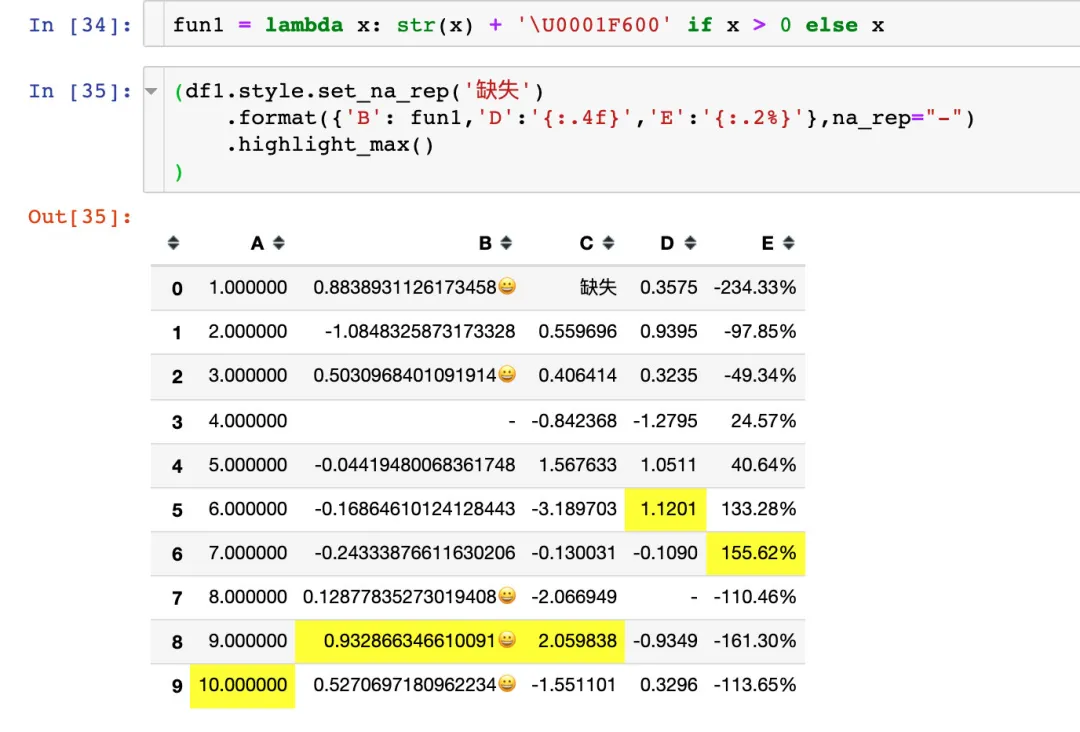 In [34]: fun1 = lambda x: str(x) + '\U0001F600' if x > 0 else x
In [35]: (df1.style.set_na_rep('缺失')
.format({'B': fun1,'D':'{:.4f}','E':'{:.2%}'},na_rep="-")
.highlight_max()
)
Out[35]:
A B C D E
0 1.000000 0.8838931126173458😀 缺失 0.3575 -234.33%
1 2.000000 -1.0848325873173328 0.559696 0.9395 -97.85%
2 3.000000 0.5030968401091914😀 0.406414 0.3235 -49.34%
3 4.000000 - -0.842368 -1.2795 24.57%
4 5.000000 -0.04419480068361748 1.567633 1.0511 40.64%
5 6.000000 -0.16864610124128443 -3.189703 1.1201 133.28%
6 7.000000 -0.24333876611630206 -0.130031 -0.1090 155.62%
7 8.000000 0.12877835273019408😀 -2.066949 - -110.46%
8 9.000000 0.932866346610091😀 2.059838 -0.9349 -161.30%
9 10.000000 0.5270697180962234😀 -1.551101 0.3296 -113.65%